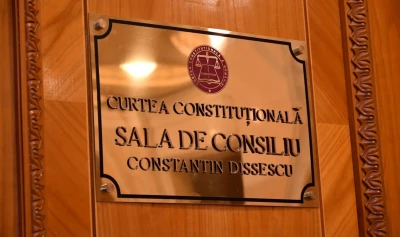 CURTEA CONSTITUȚIONALĂ
SALA DE CONSILIU
CONSTANTIN DISSESCU